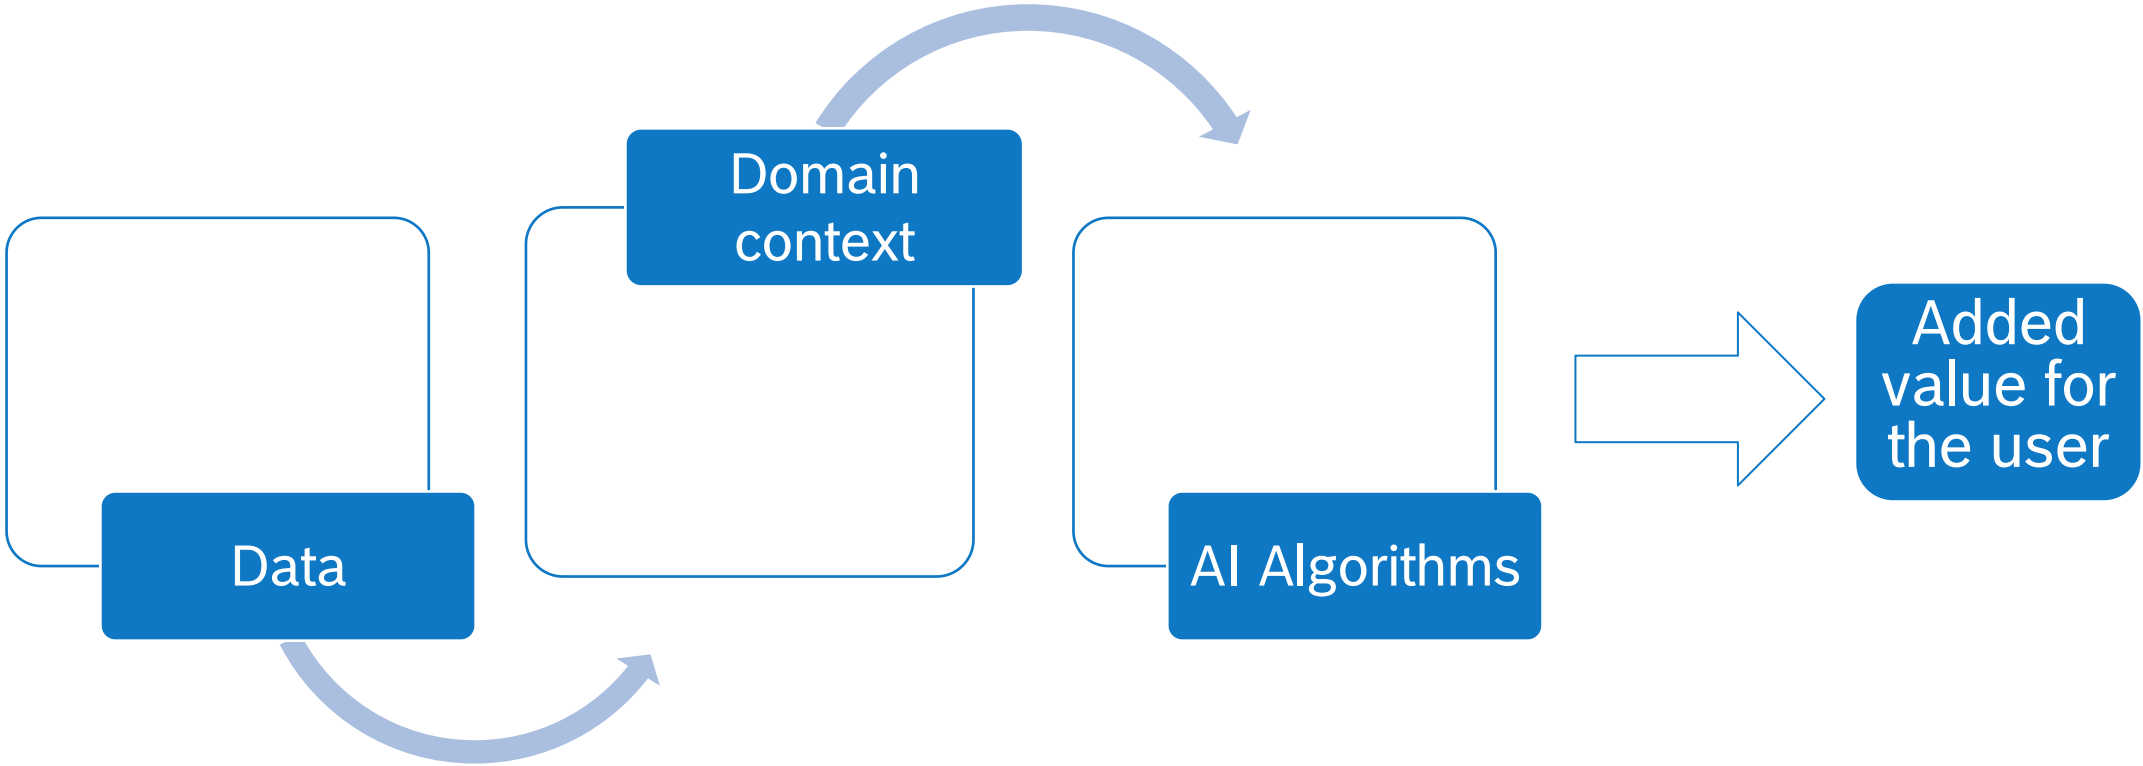 Domain
context
Data
AI Algorithms
Added
value for
the user